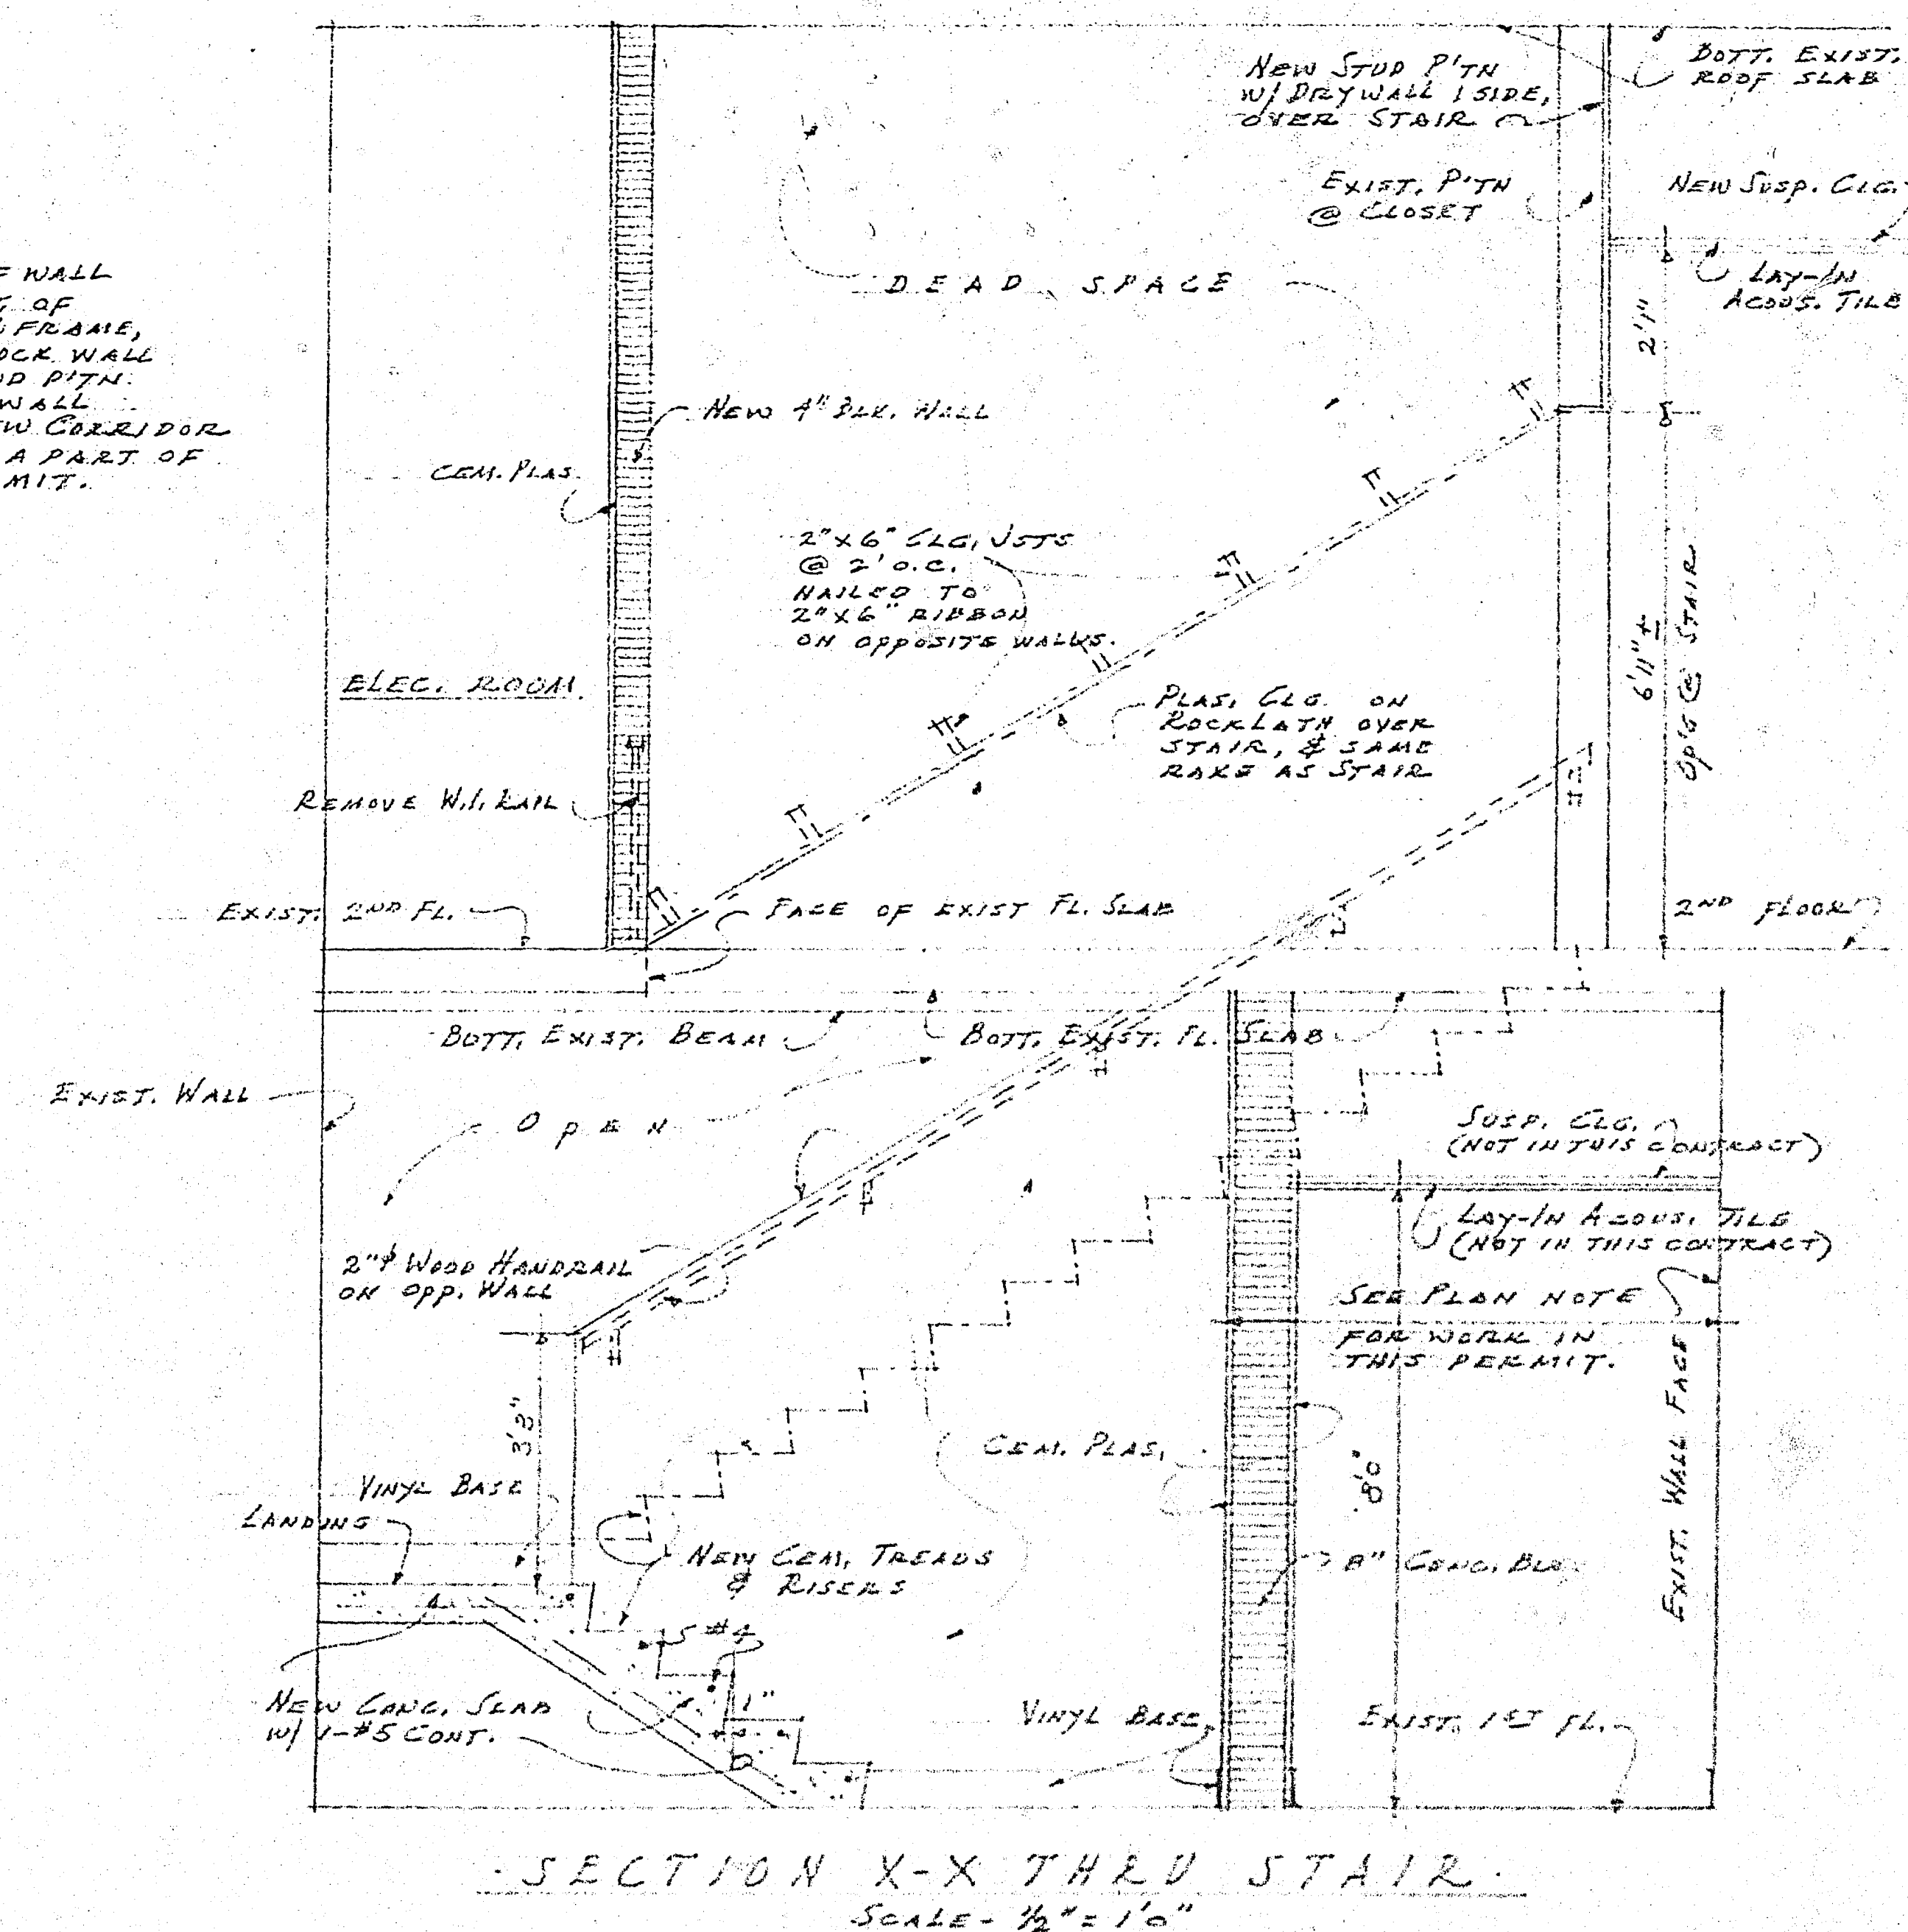 NEW STUD P'TN
W/ DRYWALL 1 SIDE,
OVER STAIR
BOTT. EXIST.
ROOF SLAB
EXIST. P'TN
@ CLOSET
NEW SUSP. CLG.
LAY-IN
ACOUS. TILE
DEAD SPACE
2'1"
WALL
OF
FRAME,
WALL
P'TN.
WALL
CORRIDOR
A PART OF
NEW 4" BLK. WALL
CEM. PLAS.
2"X6" CLG. JSTS
@ 2' O.C.
NAILED TO
2"X6" RIBBON
ON OPPOSITE WALLS.
6'11"±
OP'G @ STAIR
ELEC. ROOM
PLAS. CLG. ON
ROCKLATH OVER
STAIR, & SAME
RAKE AS STAIR
REMOVE W.I. RAIL
EXIST. 2ND FL.
FACE OF EXIST FL. SLAB
2ND FLOOR
BOTT. EXIST. BEAM
BOTT. EXIST. FL. SLAB
EXIST. WALL
OPEN
SUSP. CLG.
(NOT IN THIS CONTRACT)
LAY-IN ACOUS. TILE
(NOT IN THIS CONTRACT)
2"φ WOOD HANDRAIL
ON OPP. WALL
SEE PLAN NOTE
FOR WORK IN
THIS PERMIT.
3'3"
CEM. PLAS.
8'0"
EXIST. WALL FACE
VINYL BASE
LANDING
NEW CEM. TREADS
& RISERS
8" CONC. BLK.
5 #4
1"
NEW CONC. SLAB
W/ 1-#5 CONT.
VINYL BASE
EXIST. 1ST FL.
SECTION X-X THRU STAIR
SCALE - 1/2" = 1'0"